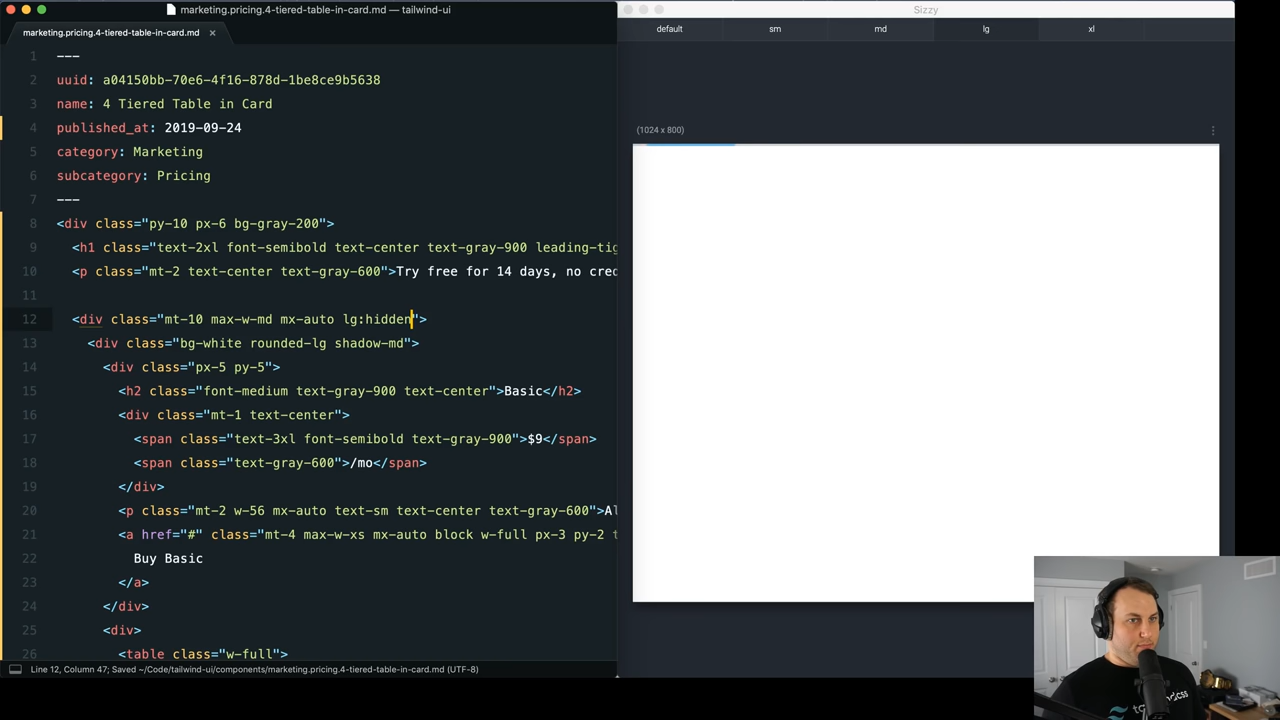 marketing.pricing.4-tiered-table-in-card.md — tailwind-ui
Sizzy
marketing.pricing.4-tiered-table-in-card.md ×
default sm md lg xl
(1024 x 800)
1 ---
2 uuid: a04150bb-70e6-4f16-878d-1be8ce9b5638
3 name: 4 Tiered Table in Card
4 published_at: 2019-09-24
5 category: Marketing
6 subcategory: Pricing
7 ---
8 <div class="py-10 px-6 bg-gray-200">
9 <h1 class="text-2xl font-semibold text-center text-gray-900 leading-tig
10 <p class="mt-2 text-center text-gray-600">Try free for 14 days, no cred
11
12 <div class="mt-10 max-w-md mx-auto lg:hidden">
13 <div class="bg-white rounded-lg shadow-md">
14 <div class="px-5 py-5">
15 <h2 class="font-medium text-gray-900 text-center">Basic</h2>
16 <div class="mt-1 text-center">
17 <span class="text-3xl font-semibold text-gray-900">$9</span>
18 <span class="text-gray-600">/mo</span>
19 </div>
20 <p class="mt-2 w-56 mx-auto text-sm text-center text-gray-600">Al
21 <a href="#" class="mt-4 max-w-xs mx-auto block w-full px-3 py-2 t
22 Buy Basic
23 </a>
24 </div>
25 <div>
26 <table class="w-full">
Line 12, Column 47; Saved ~/Code/tailwind-ui/components/marketing.pricing.4-tiered-table-in-card.md (UTF-8)